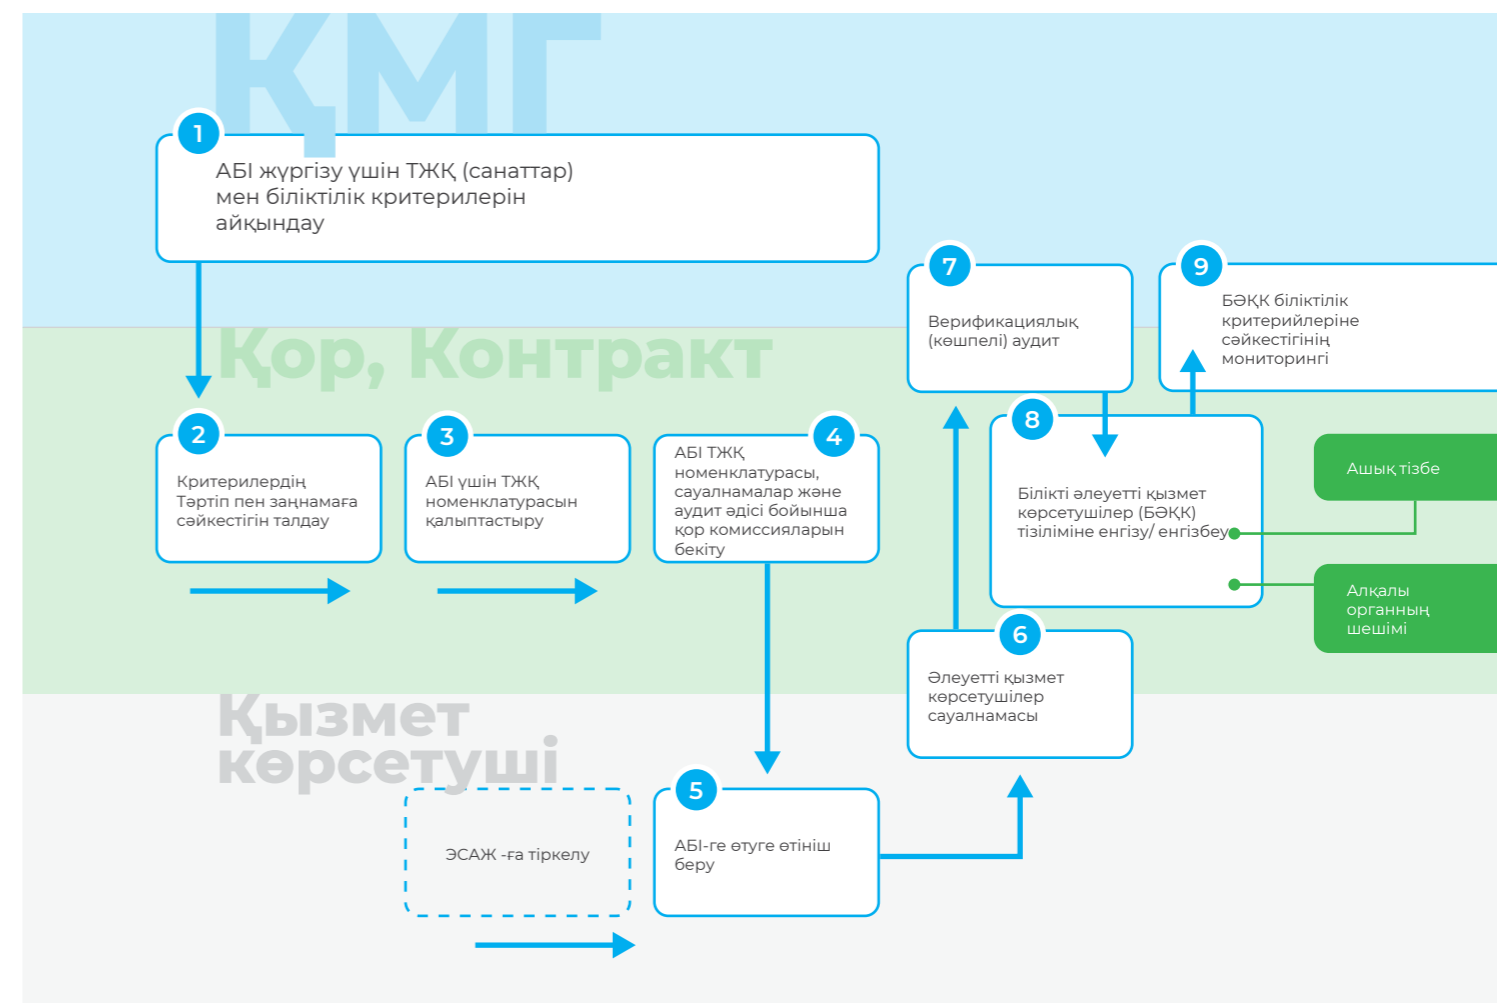 ҚМГ
1
АБІ жүргізу үшін ТЖҚ (санаттар)
мен біліктілік критерилерін
айқындау
Қор, Контракт
2
Критерилердің
Тәртіп пен заңнамаға
сәйкестігін талдау
3
АБІ үшін ТЖҚ
номенклатурасын
қалыптастыру
4
АБІ ТЖҚ
номенклатурасы,
сауалнамалар және
аудит әдісі бойынша
қор комиссияларын
бекіту
Қызмет
көрсетуші
ЭСАЖ -ға тіркелу
5
АБІ-ге өтуге өтініш
беру
6
Әлеуетті қызмет
көрсетушілер
сауалнамасы
7
Верификациялық
(көшпелі) аудит
8
Білікті әлеуетті қызмет
көрсетушілер (БӘҚК)
тізіліміне енгізу/ енгізбеу
9
БӘҚК біліктілік
критерийлеріне
сәйкестігінің
мониторингі
Ашық тізбе
Алқалы
органның
шешімі